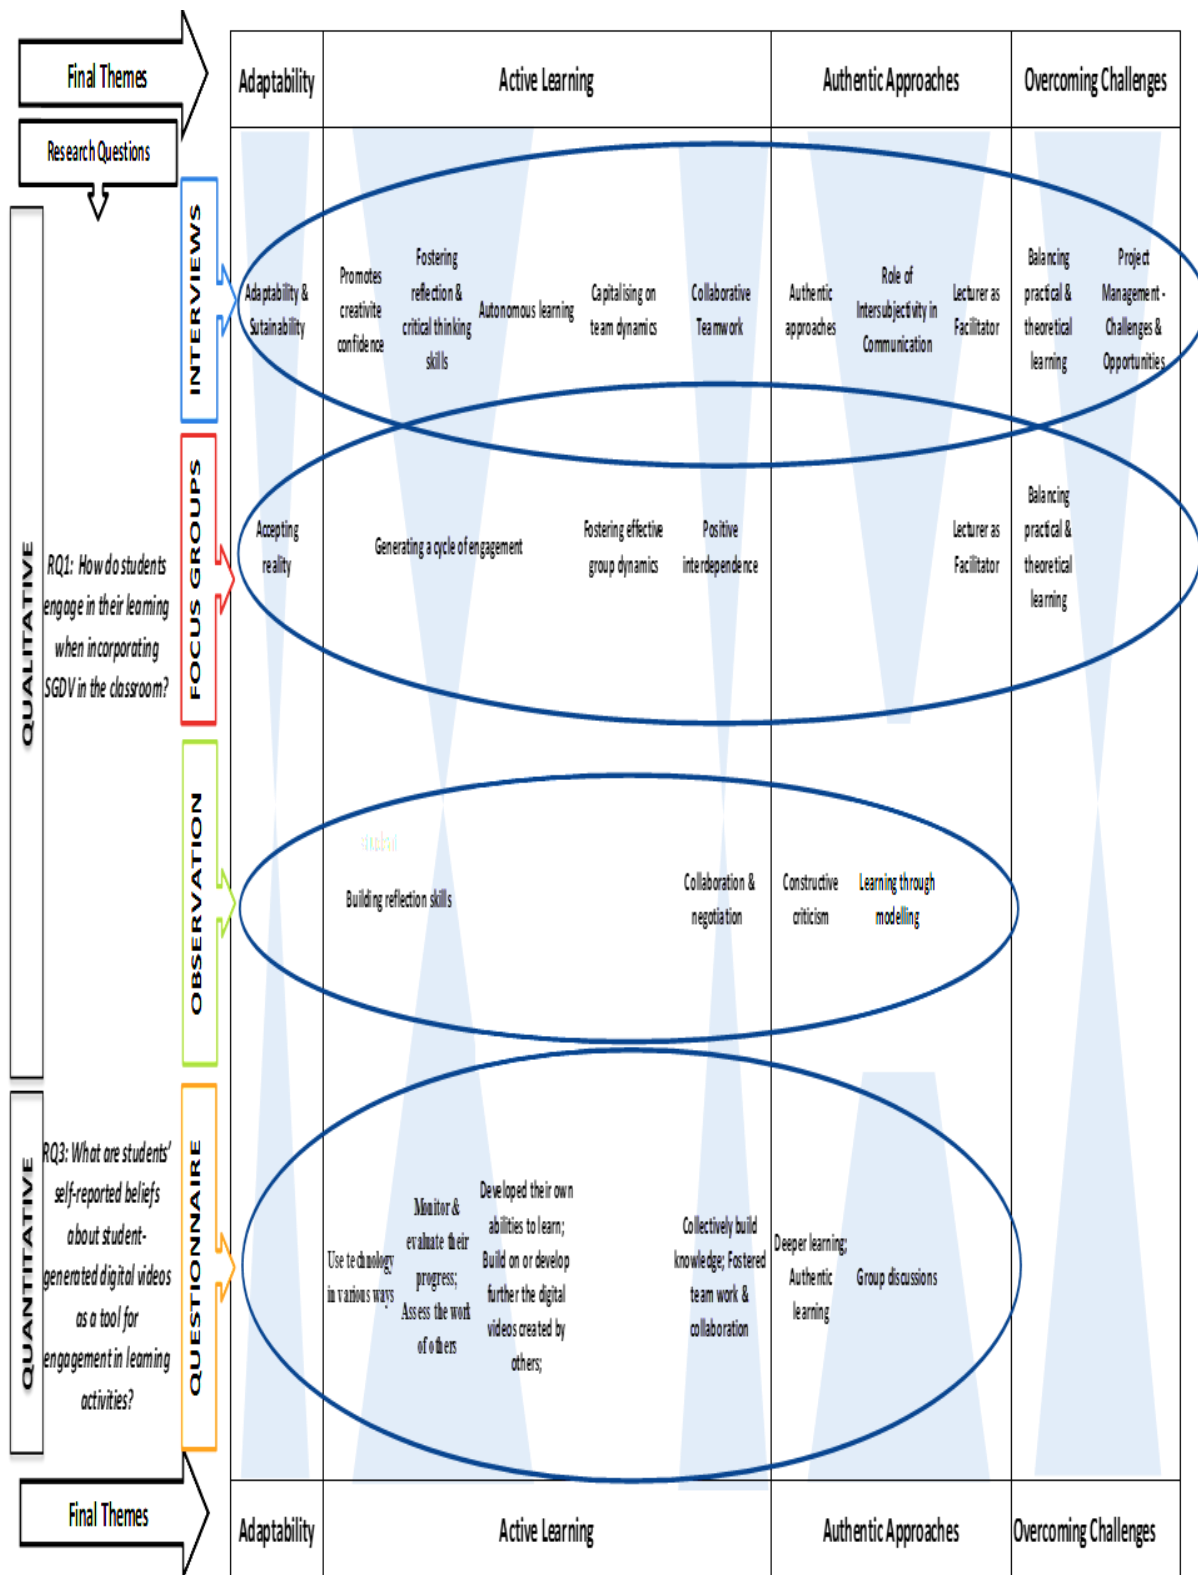 Final Themes
Adaptability
Active Learning
Authentic Approaches
Overcoming Challenges
Research Questions
QUALITATIVE
RQ1: How do students
engage in their learning
when incorporating
SGDV in the classroom?
INTERVIEWS
Adaptability &
Sutainability
Promotes
creativite
confidence
Fostering
reflection &
critical thinking
skills
Autonomous learning
Capitalising on
team dynamics
Collaborative
Teamwork
Authentic
approaches
Role of
Intersubjectivity in
Communication
Lecturer as
Facilitator
Balancing
practical &
theoretical
learning
Project
Management -
Challenges &
Opportunities
FOCUS GROUPS
Accepting
reality
Generating a cycle of engagement
Fostering effective
group dynamics
Positive
interdependence
Lecturer as
Facilitator
Balancing
practical &
theoretical
learning
OBSERVATION
Building reflection skills
Collaboration &
negotiation
Constructive
criticism
Learning through
modelling
QUANTITATIVE
RQ3: What are students'
self-reported beliefs
about student-
generated digital videos
as a tool for
engagement in learning
activities?
QUESTIONNAIRE
Use technology
in various ways
Monitor &
evaluate their
progress;
Assess the work
of others
Developed their own
abilities to learn;
Build on or develop
further the digital
videos created by
others;
Collectively build
knowledge; Fostered
team work &
collaboration
Deeper learning;
Authentic
learning
Group discussions
Final Themes
Adaptability
Active Learning
Authentic Approaches
Overcoming Challenges